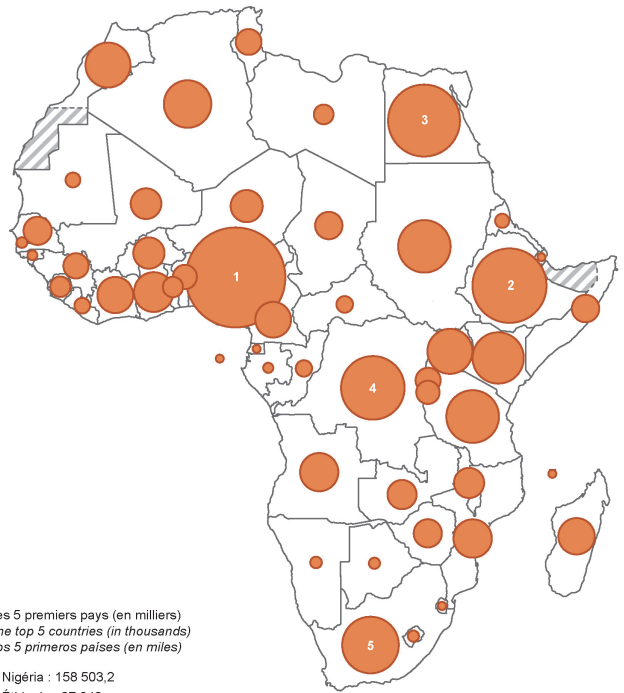 3
1
2
4
5
es 5 premiers pays (en milliers)
he top 5 countries (in thousands)
os 5 primeros países (en miles)
Nigéria : 158 503,2